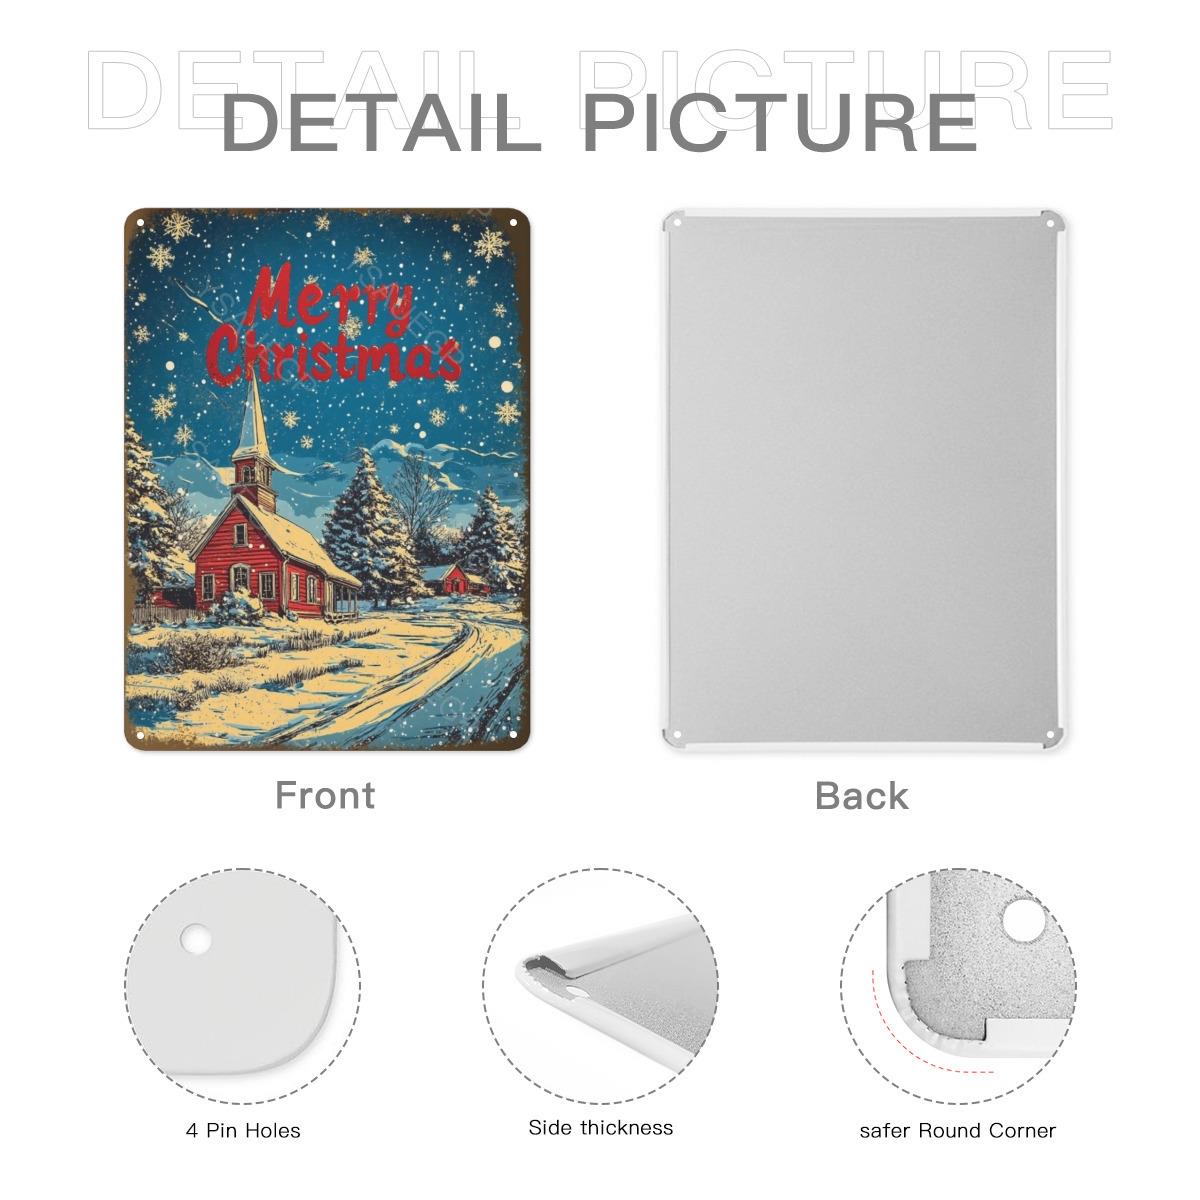 DETAIL PICTURE
DETAIL PICTURE
Merry
Christmas
Front
Back
4 Pin Holes
Side thickness
safer Round Corner